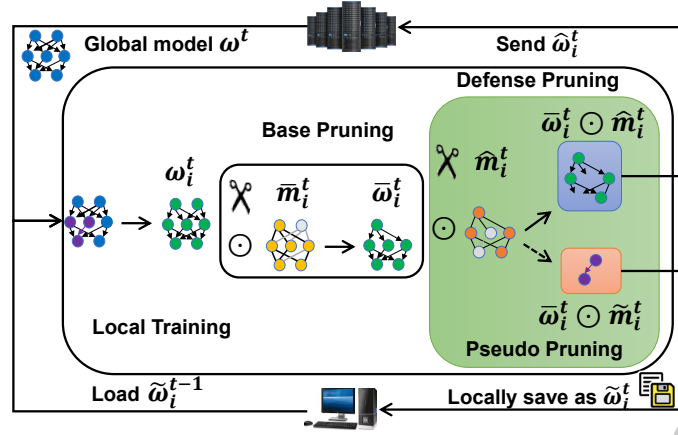 Global model ω^t
Send ω̂_i^t
Defense Pruning
Base Pruning
ω̄_i^t ⊙ m̂_i^t
ω_i^t
m̄_i^t
ω̄_i^t
m̂_i^t
⊙
⊙
ω̄_i^t ⊙ m̃_i^t
Local Training
Pseudo Pruning
Load ω̃_i^{t-1}
Locally save as ω̃_i^t